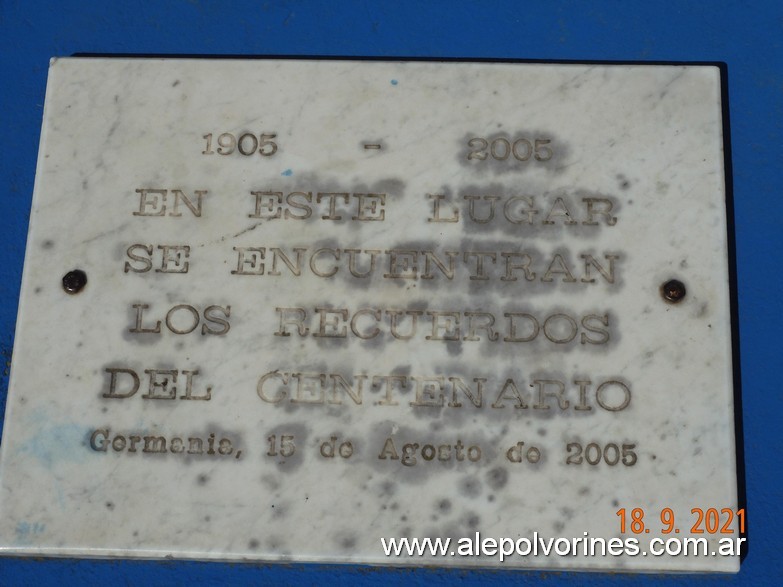 1905 - 2005
EN ESTE LUGAR
SE ENCUENTRAN
LOS RECUERDOS
DEL CENTENARIO
Germania, 15 de Agosto de 2005
18. 9. 2021
www.alepolvorines.com.ar